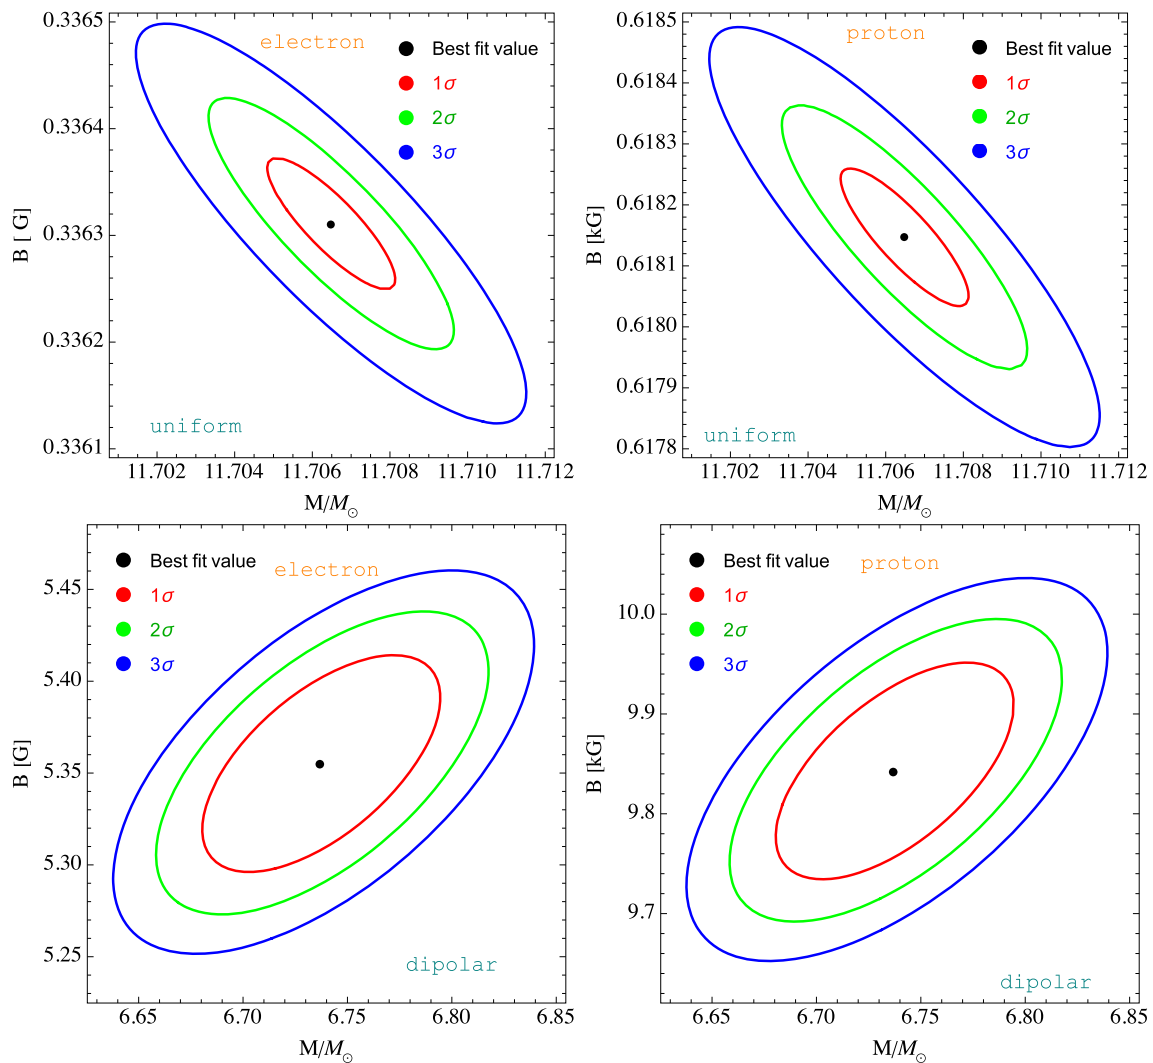 electron
Best fit value
1σ
2σ
3σ
uniform
B [ G]
0.3365
0.3364
0.3363
0.3362
0.3361
11.702 11.704 11.706 11.708 11.710 11.712
M/M⊙
proton
Best fit value
1σ
2σ
3σ
uniform
B [kG]
0.6185
0.6184
0.6183
0.6182
0.6181
0.6180
0.6179
0.6178
11.702 11.704 11.706 11.708 11.710 11.712
M/M⊙
Best fit value
electron
1σ
2σ
3σ
dipolar
B [G]
5.45
5.40
5.35
5.30
5.25
6.65 6.70 6.75 6.80 6.85
M/M⊙
Best fit value
proton
1σ
2σ
3σ
dipolar
B [kG]
10.0
9.9
9.8
9.7
6.65 6.70 6.75 6.80 6.85
M/M⊙